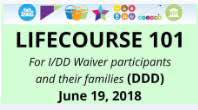 LIFECOURSE 101
For I/DD Waiver participants
and their families (DDD)
June 19, 2018